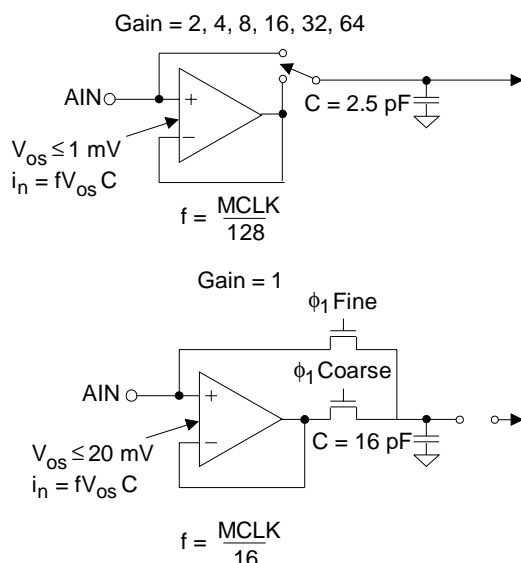 Gain = 2, 4, 8, 16, 32, 64
AIN
+
−
C = 2.5 pF
V_os ≤ 1 mV
i_n = fV_os C
f = MCLK / 128
Gain = 1
ϕ1 Fine
ϕ1 Coarse
AIN
+
−
C = 16 pF
V_os ≤ 20 mV
i_n = fV_os C
f = MCLK / 16